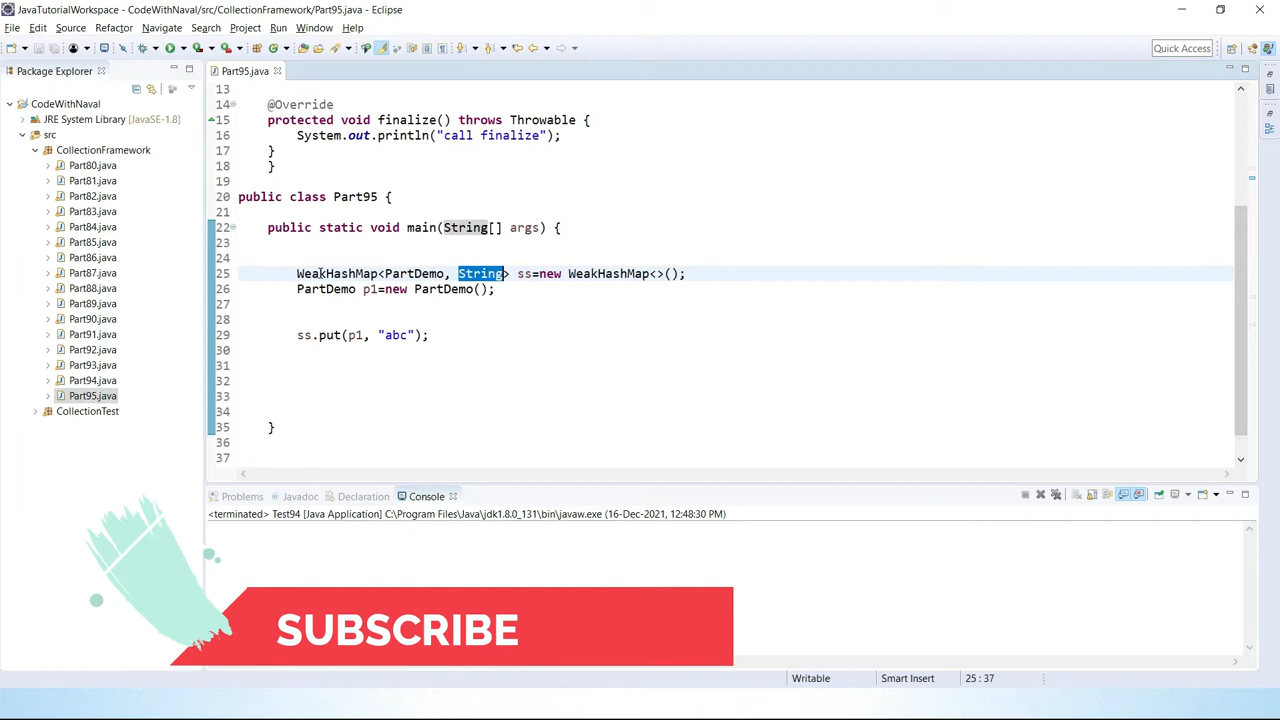 JavaTutorialWorkspace - CodeWithNaval/src/CollectionFramework/Part95.java - Eclipse
File Edit Source Refactor Navigate Search Project Run Window Help
Quick Access
Package Explorer
Part95.java
CodeWithNaval
JRE System Library [JavaSE-1.8]
src
CollectionFramework
Part80.java
Part81.java
Part82.java
Part83.java
Part84.java
Part85.java
Part86.java
Part87.java
Part88.java
Part89.java
Part90.java
Part91.java
Part92.java
Part93.java
Part94.java
Part95.java
CollectionTest
13
14 @Override
15 protected void finalize() throws Throwable {
16 System.out.println("call finalize");
17 }
18 }
19
20 public class Part95 {
21
22 public static void main(String[] args) {
23
24
25 WeakHashMap<PartDemo, String> ss=new WeakHashMap<>();
26 PartDemo p1=new PartDemo();
27
28
29 ss.put(p1, "abc");
30
31
32
33
34
35 }
36
37
Problems Javadoc Declaration Console
<terminated> Test94 [Java Application] C:\Program Files\Java\jdk1.8.0_131\bin\javaw.exe (16-Dec-2021, 12:48:30 PM)
SUBSCRIBE
Writable Smart Insert 25 : 37